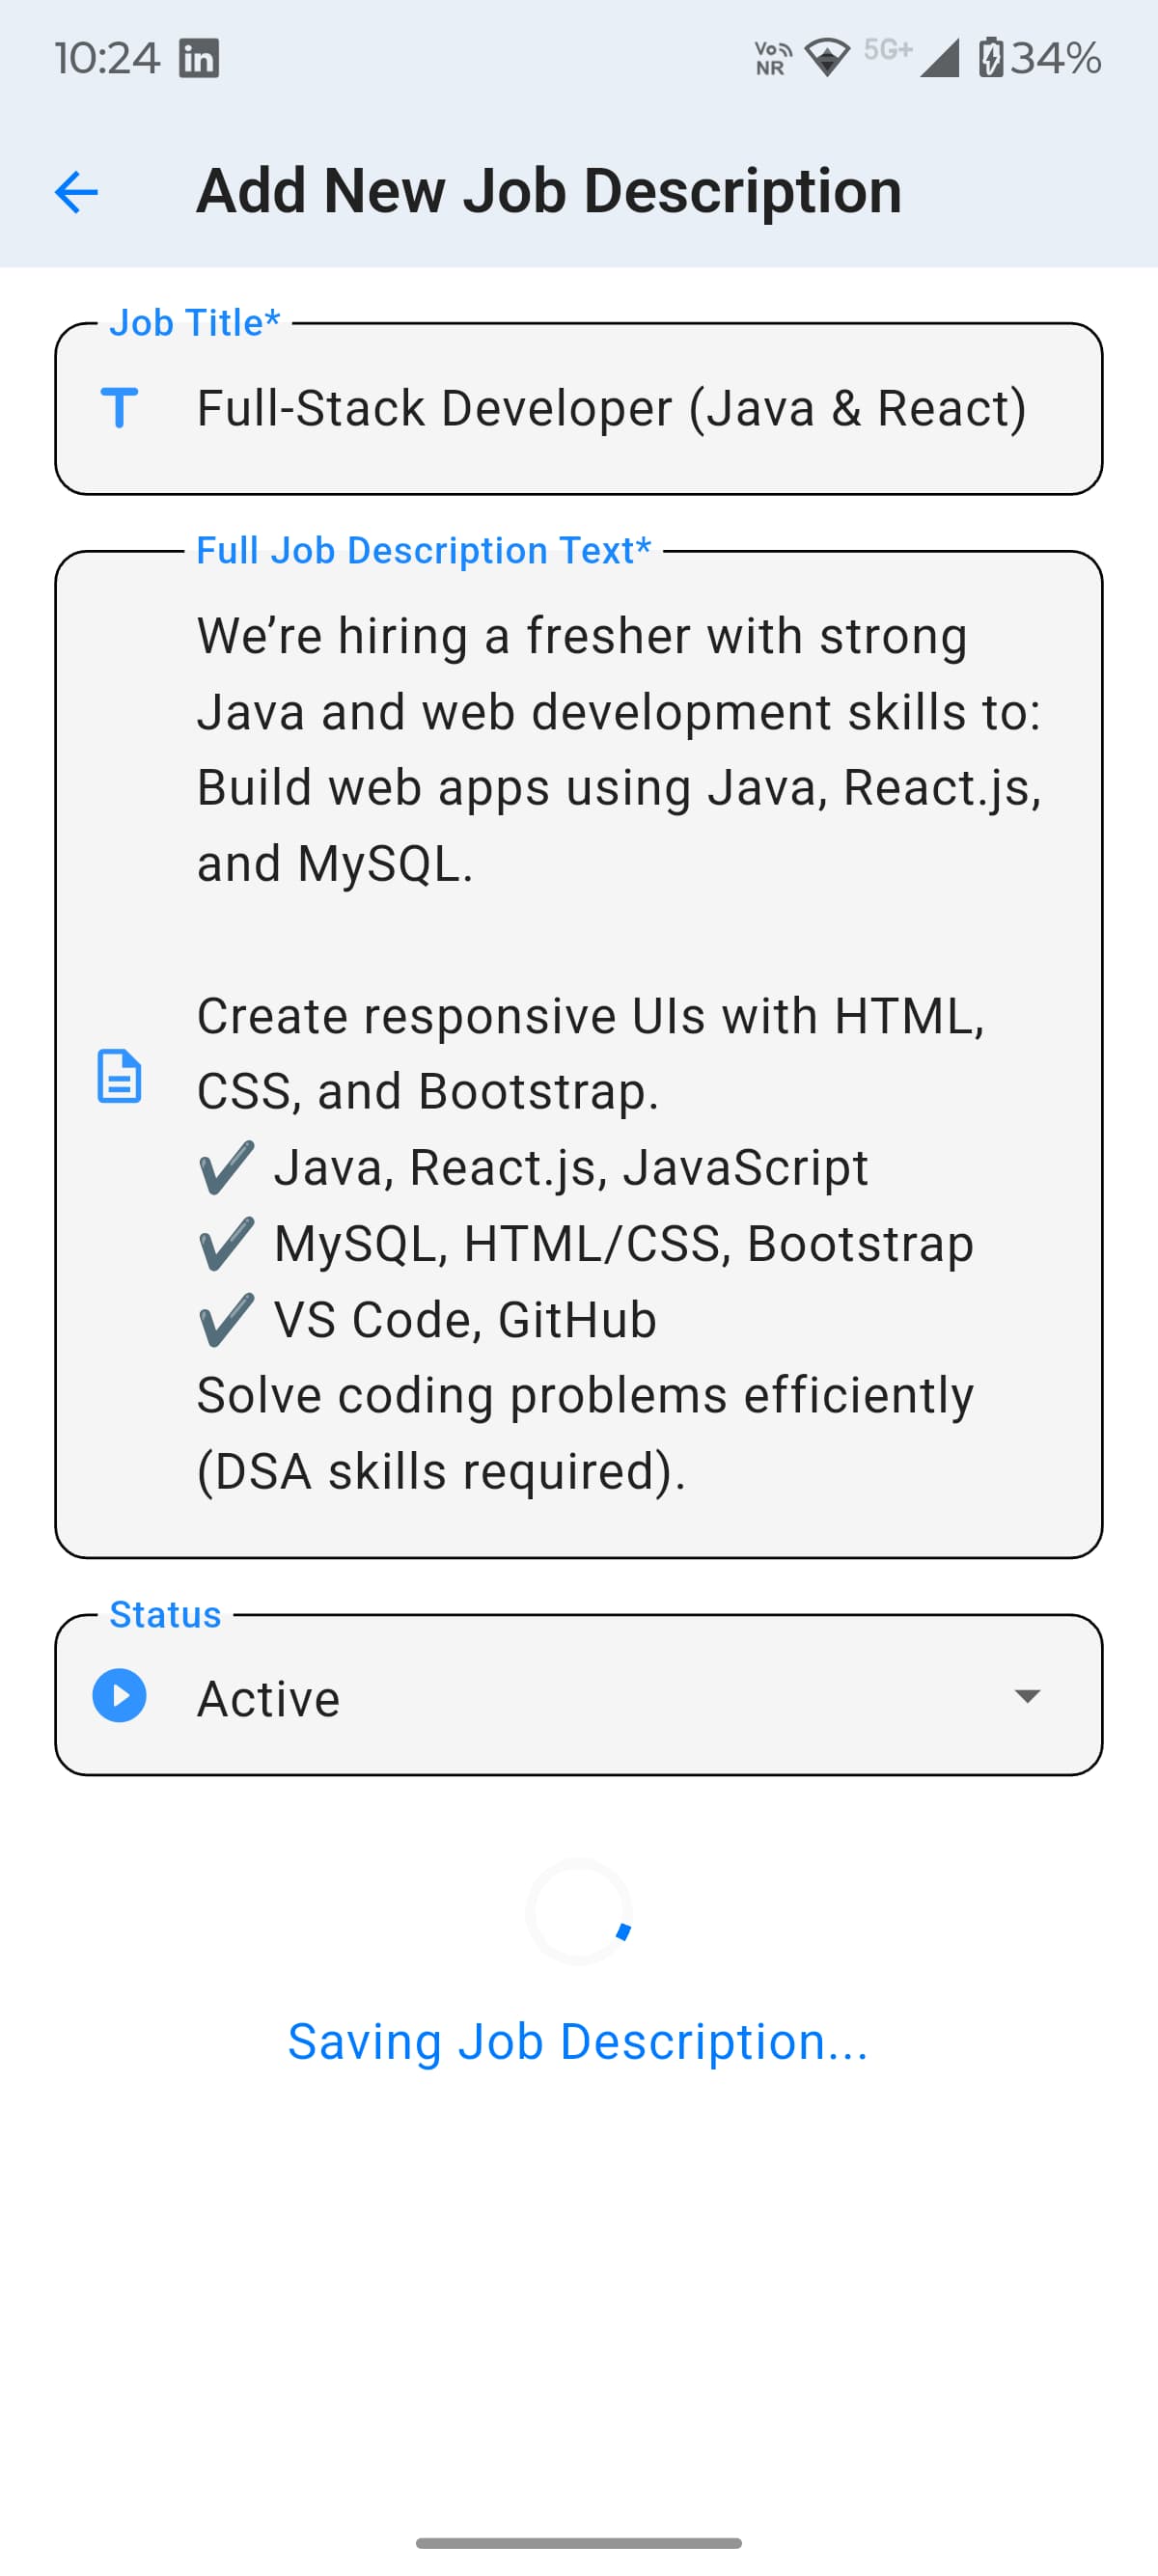 10:24 in VoNR 5G+ 34%
Add New Job Description
Job Title*
Full-Stack Developer (Java & React)
Full Job Description Text*
We’re hiring a fresher with strong
Java and web development skills to:
Build web apps using Java, React.js,
and MySQL.
Create responsive UIs with HTML,
CSS, and Bootstrap.
✔️ Java, React.js, JavaScript
✔️ MySQL, HTML/CSS, Bootstrap
✔️ VS Code, GitHub
Solve coding problems efficiently
(DSA skills required).
Status
Active
Saving Job Description...